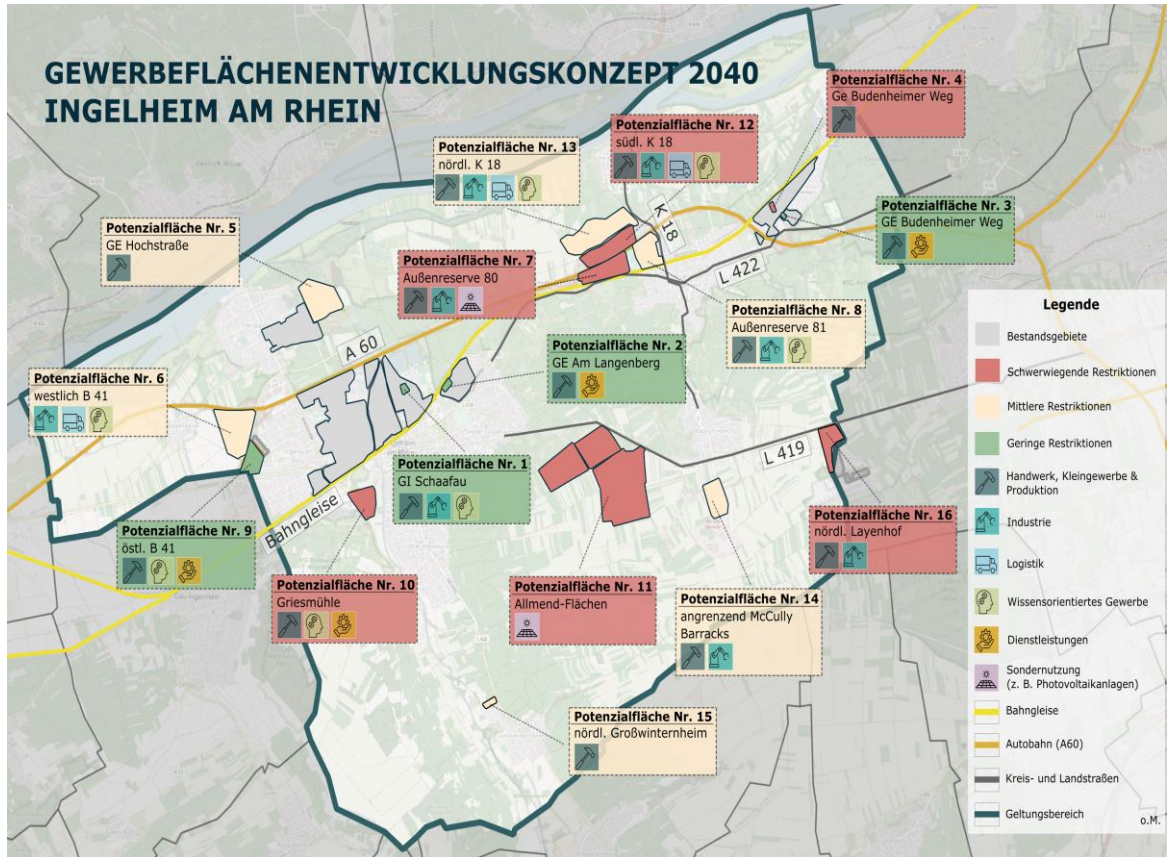 GEWERBEFLÄCHENENTWICKLUNGSKONZEPT 2040
INGELHEIM AM RHEIN
Potenzialfläche Nr. 4
Ge Budenheimer Weg
Potenzialfläche Nr. 12
südl. K 18
Potenzialfläche Nr. 13
nördl. K 18
Potenzialfläche Nr. 3
GE Budenheimer Weg
Potenzialfläche Nr. 5
GE Hochstraße
Potenzialfläche Nr. 7
Außenreserve 80
K 18
L 422
Potenzialfläche Nr. 8
Außenreserve 81
A 60
Potenzialfläche Nr. 2
GE Am Langenberg
Potenzialfläche Nr. 6
westlich B 41
Potenzialfläche Nr. 1
GI Schaafau
L 419
Bahngleise
Potenzialfläche Nr. 9
östl. B 41
Potenzialfläche Nr. 16
nördl. Layenhof
Potenzialfläche Nr. 10
Griesmühle
Potenzialfläche Nr. 11
Allmend-Flächen
Potenzialfläche Nr. 14
angrenzend McCully
Barracks
Potenzialfläche Nr. 15
nördl. Großwinternheim
Legende
Bestandsgebiete
Schwerwiegende Restriktionen
Mittlere Restriktionen
Geringe Restriktionen
Handwerk, Kleingewerbe &
Produktion
Industrie
Logistik
Wissensorientiertes Gewerbe
Dienstleistungen
Sondernutzung
(z. B. Photovoltaikanlagen)
Bahngleise
Autobahn (A60)
Kreis- und Landstraßen
Geltungsbereich
o.M.